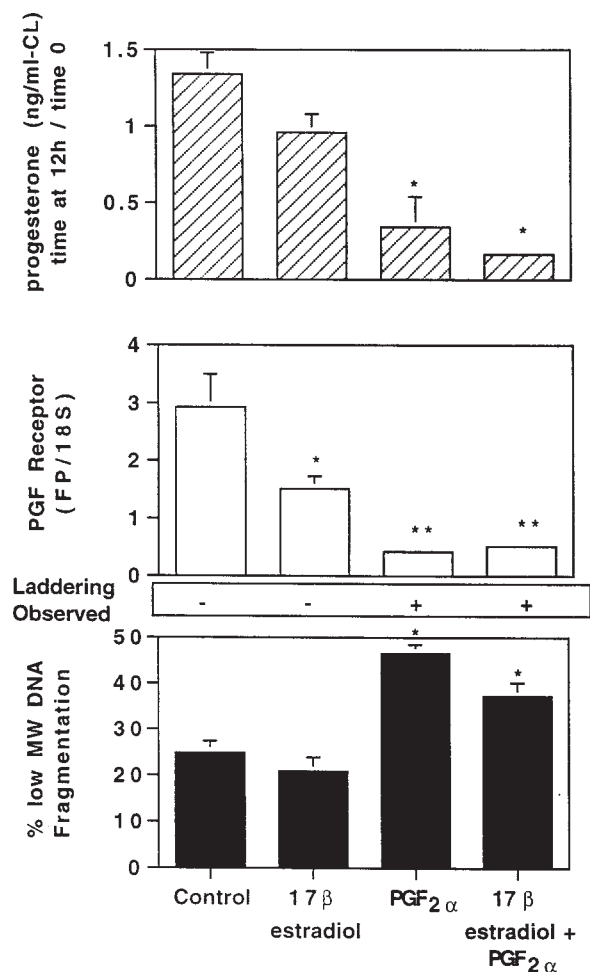 progesterone (ng/ml-CL)
time at 12h / time 0
1.5
1
0.5
0
*
*
PGF Receptor
(FP/18S)
4
3
2
1
0
*
**
**
Laddering
Observed
- - + +
% low MW DNA
Fragmentation
50
40
30
20
10
0
*
*
Control
17 β
estradiol
PGF2 α
17 β
estradiol +
PGF2 α